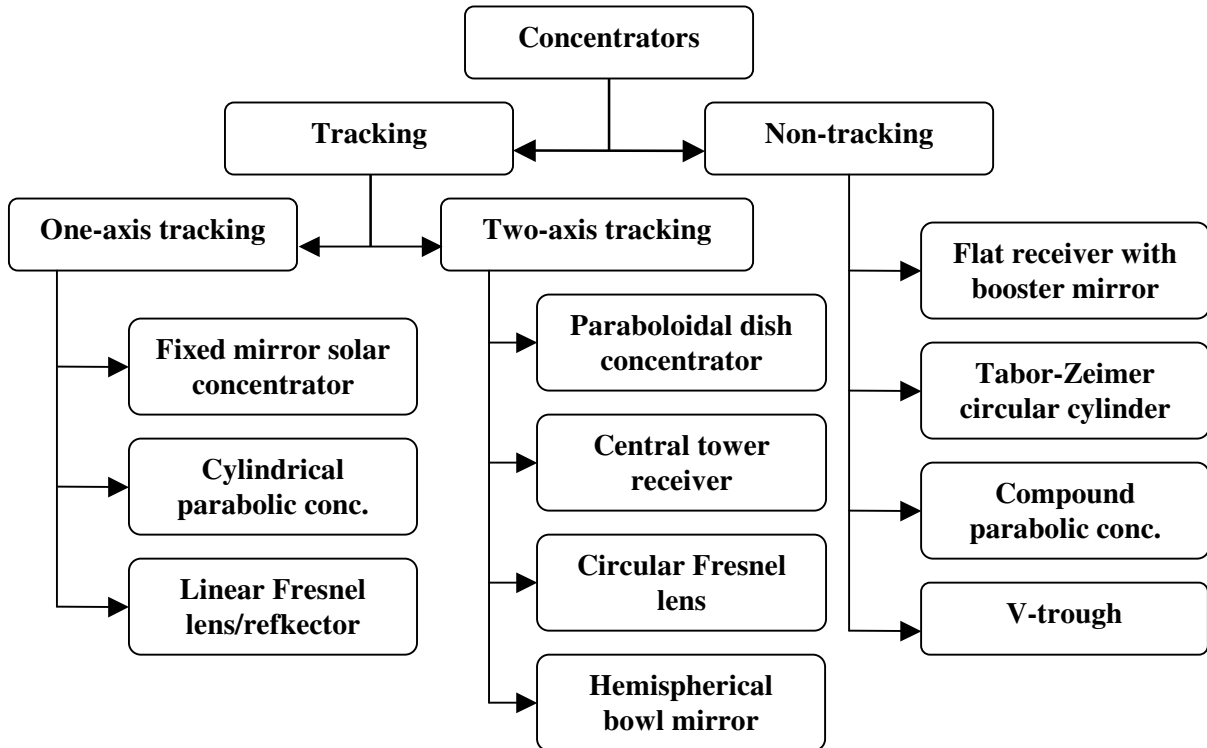 Concentrators
Tracking
Non-tracking
One-axis tracking
Two-axis tracking
Fixed mirror solar
concentrator
Cylindrical
parabolic conc.
Linear Fresnel
lens/refkector
Paraboloidal dish
concentrator
Central tower
receiver
Circular Fresnel
lens
Hemispherical
bowl mirror
Flat receiver with
booster mirror
Tabor-Zeimer
circular cylinder
Compound
parabolic conc.
V-trough